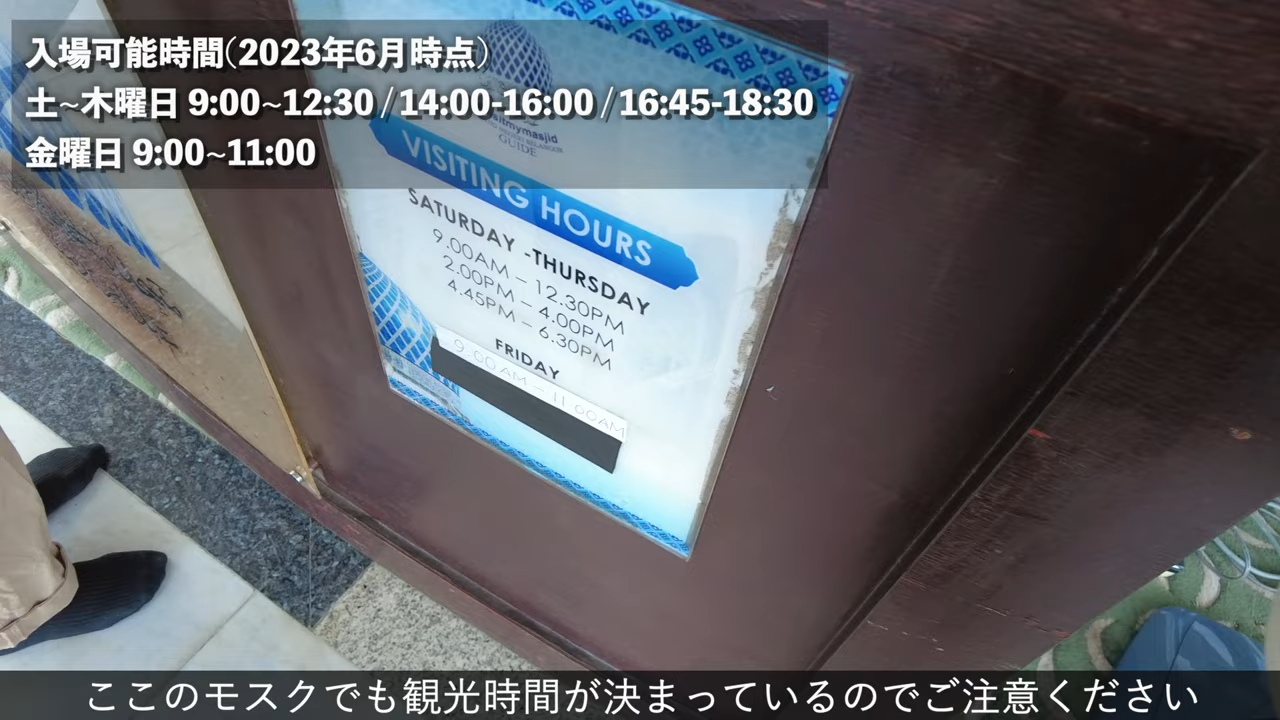 入場可能時間(2023年6月時点)
土~木曜日 9:00~12:30 / 14:00-16:00 / 16:45-18:30
金曜日 9:00~11:00
GUIDE
VISITING HOURS
SATURDAY -THURSDAY
9.00AM – 12.30PM
2.00PM – 4.00PM
4.45PM – 6.30PM
FRIDAY
9:00 AM – 11.00AM
ここのモスクでも観光時間が決まっているのでご注意ください